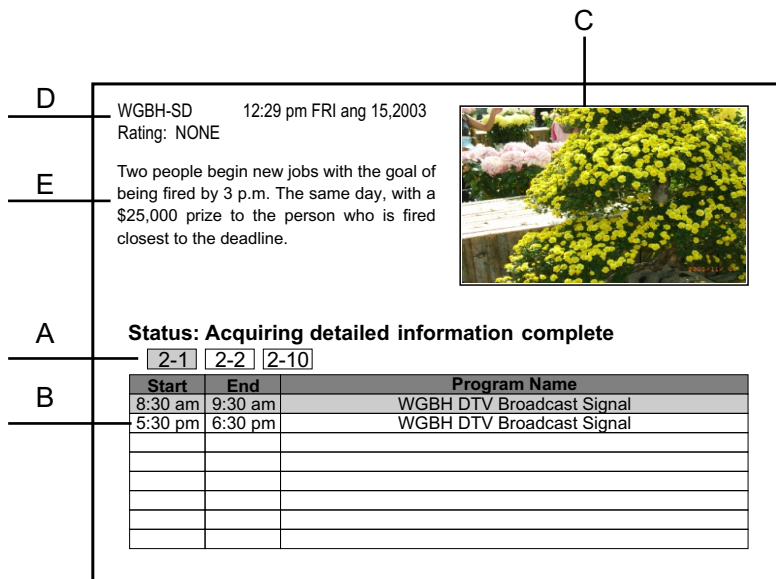 C
D
WGBH-SD 12:29 pm FRI ang 15,2003
Rating: NONE
E
Two people begin new jobs with the goal of
being fired by 3 p.m. The same day, with a
$25,000 prize to the person who is fired
closest to the deadline.
A
Status: Acquiring detailed information complete
2-1 2-2 2-10
B
Start End Program Name
8:30 am 9:30 am WGBH DTV Broadcast Signal
5:30 pm 6:30 pm WGBH DTV Broadcast Signal